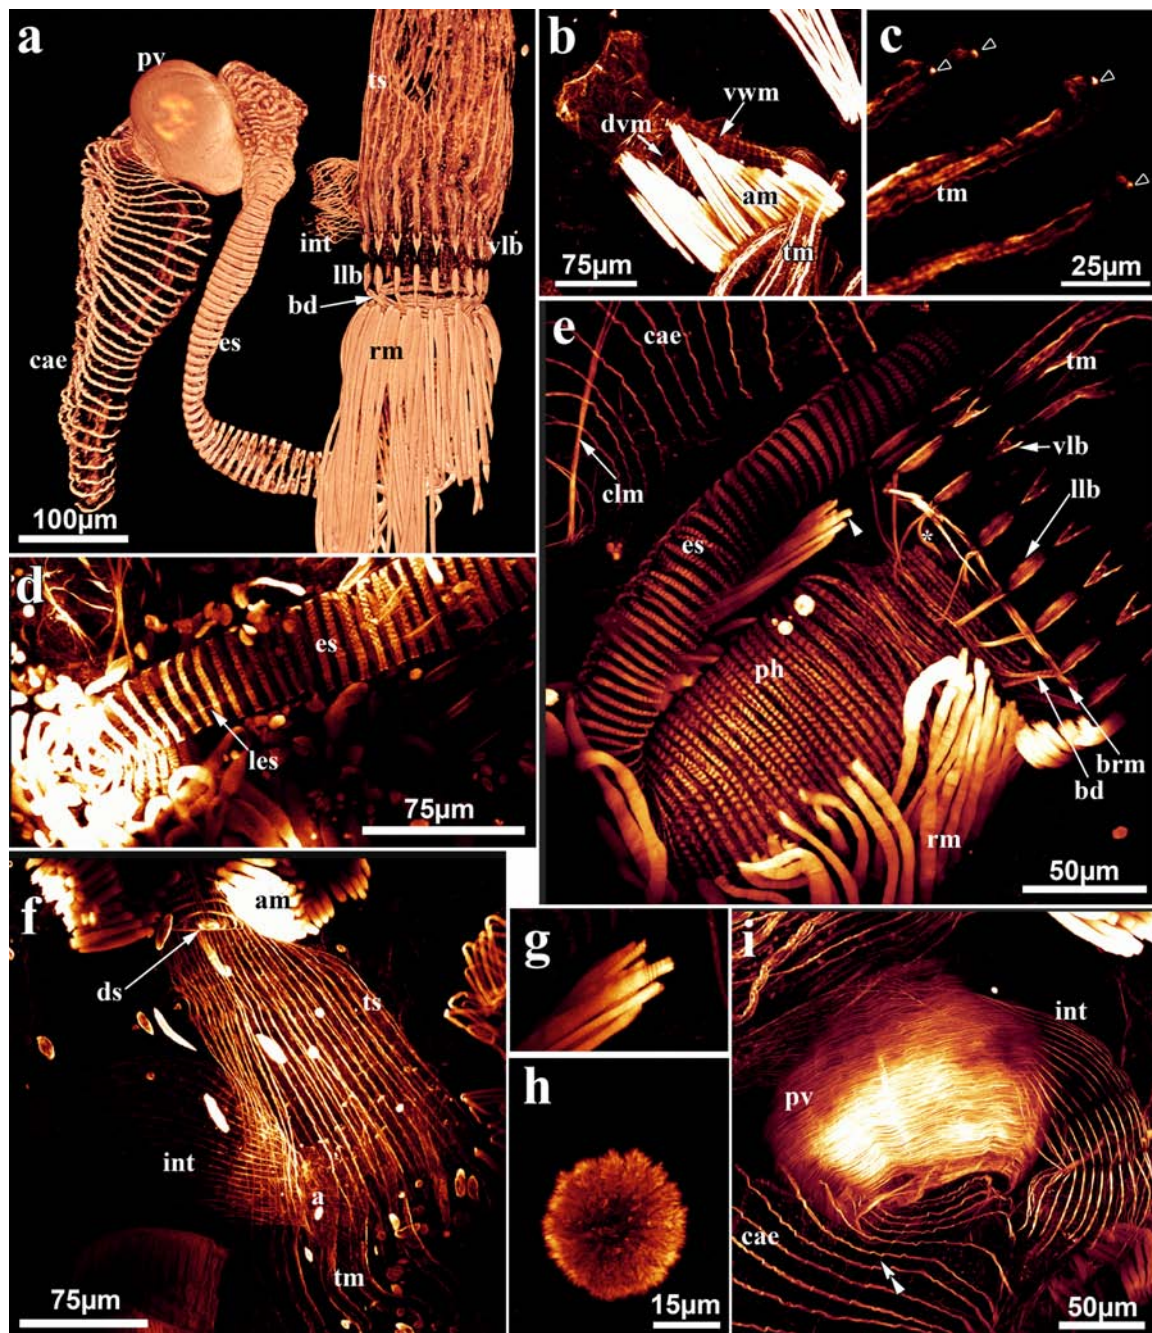 a
pv
ts
int
vlb
llb
bd
es
rm
cae
100µm
b
vwm
dvm
am
tm
75µm
c
tm
25µm
d
es
les
75µm
e
cae
tm
vlb
llb
clm
es
*
ph
brm
bd
rm
50µm
f
am
ds
ts
int
a
tm
75µm
g
h
15µm
i
int
pv
cae
50µm